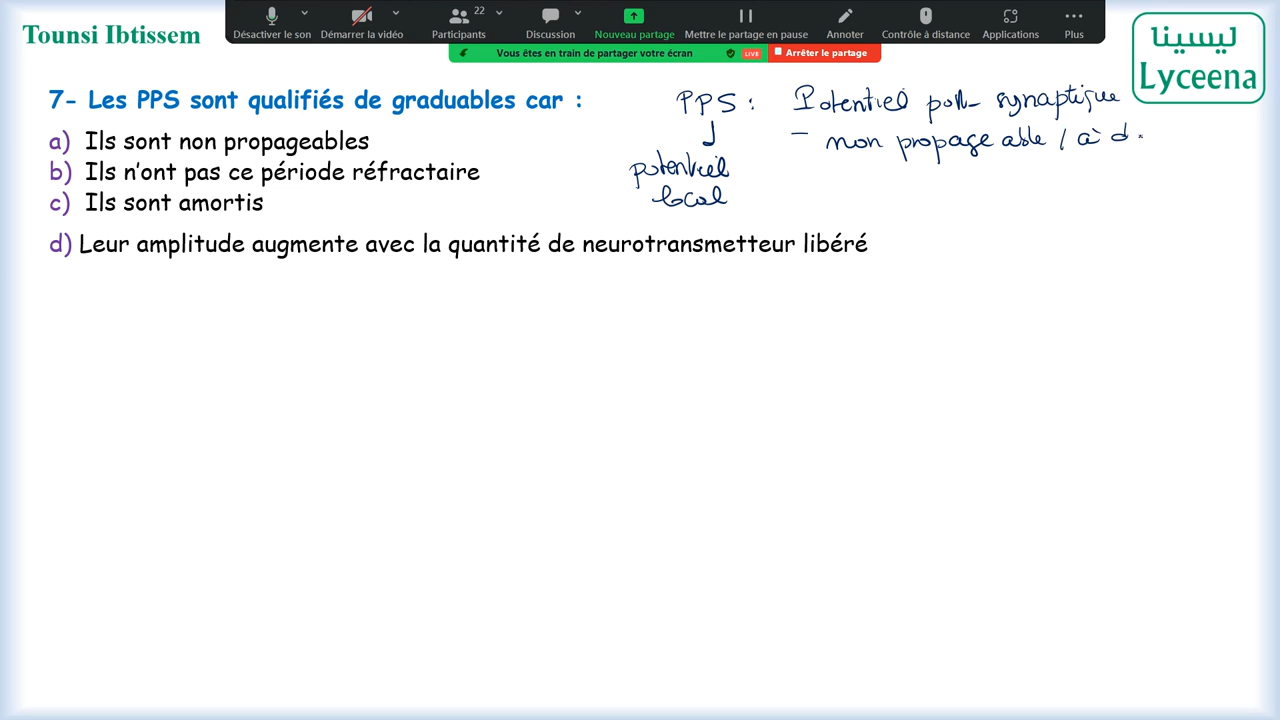 Tounsi Ibtissem
Désactiver le son
Démarrer la vidéo
Participants
22
Discussion
Nouveau partage
Mettre le partage en pause
Annoter
Contrôle à distance
Applications
Plus
Vous êtes en train de partager votre écran
LIVE
Arrêter le partage
ليسينا
Lyceena
7- Les PPS sont qualifiés de graduables car :
a) Ils sont non propageables
b) Ils n'ont pas ce période réfractaire
c) Ils sont amortis
d) Leur amplitude augmente avec la quantité de neurotransmetteur libéré
PPS : Potentiel post-synaptique
- non propageable / à d.
potentiel
local